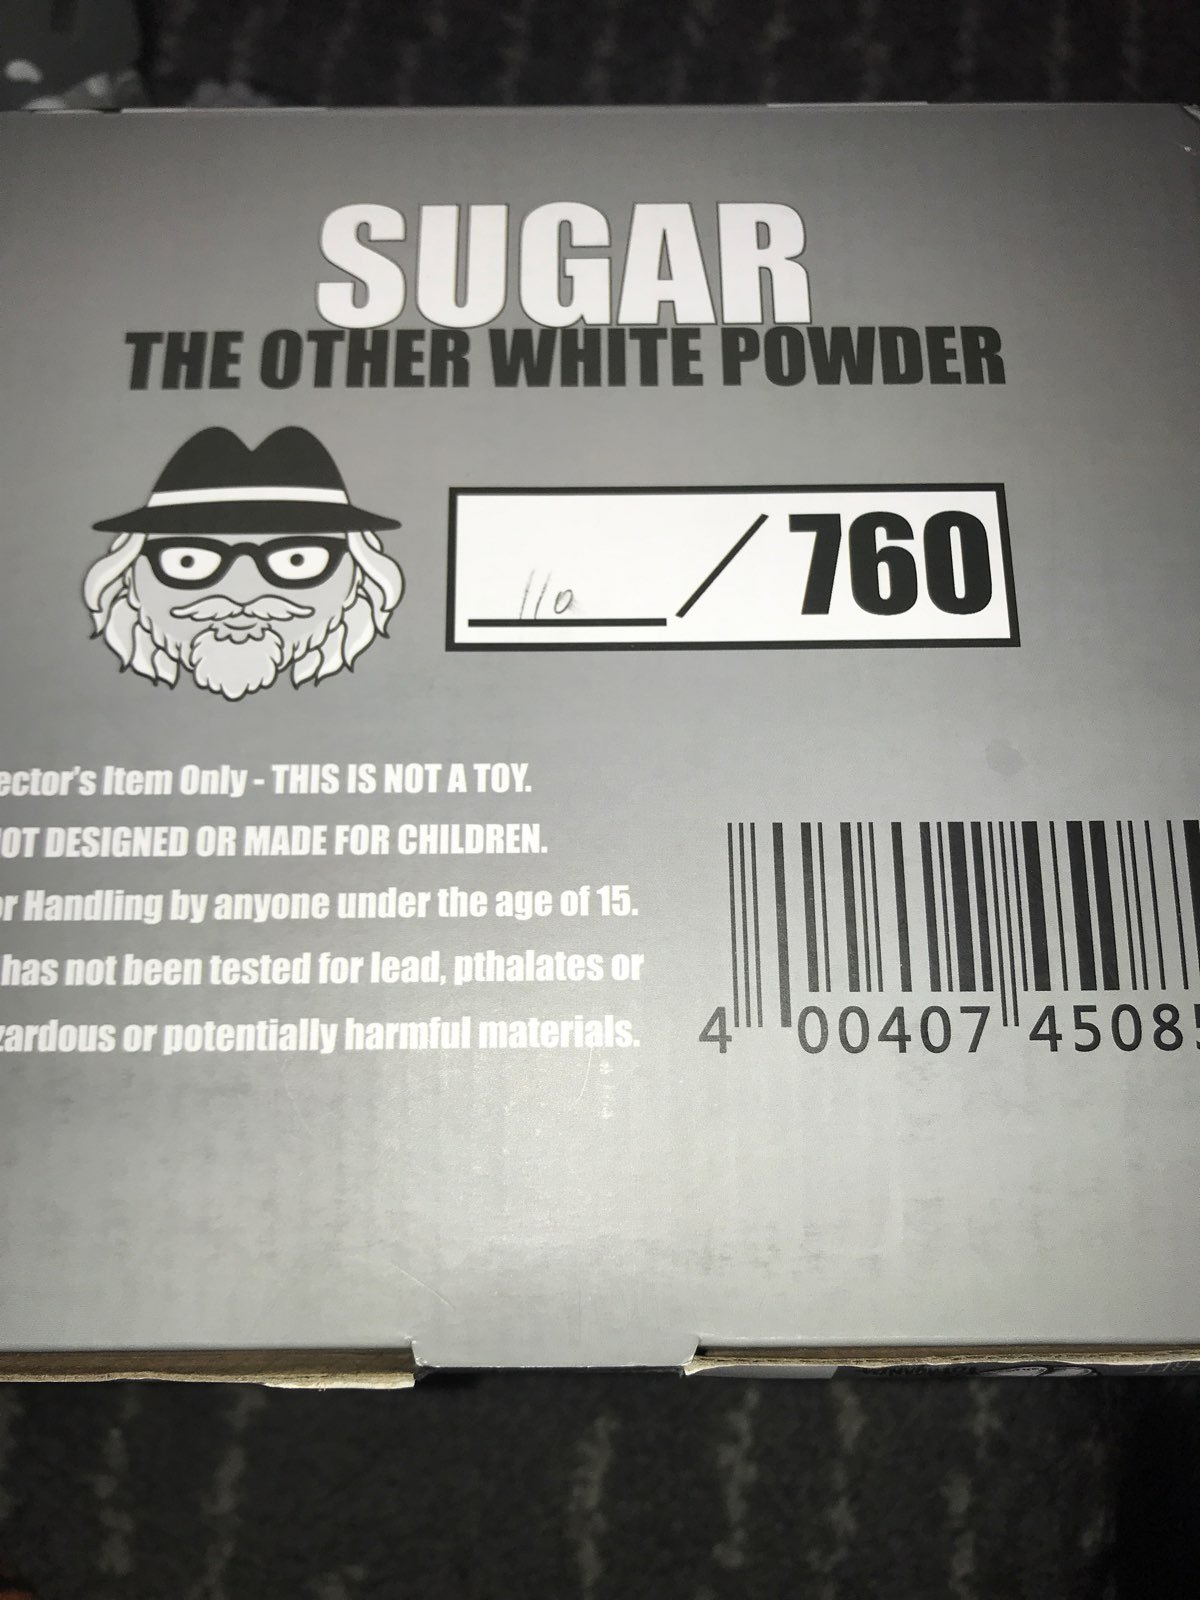 SUGAR
THE OTHER WHITE POWDER
110 / 760
ector's Item Only - THIS IS NOT A TOY.
OT DESIGNED OR MADE FOR CHILDREN.
or Handling by anyone under the age of 15.
has not been tested for lead, pthalates or
zardous or potentially harmful materials.
4 00407 45085